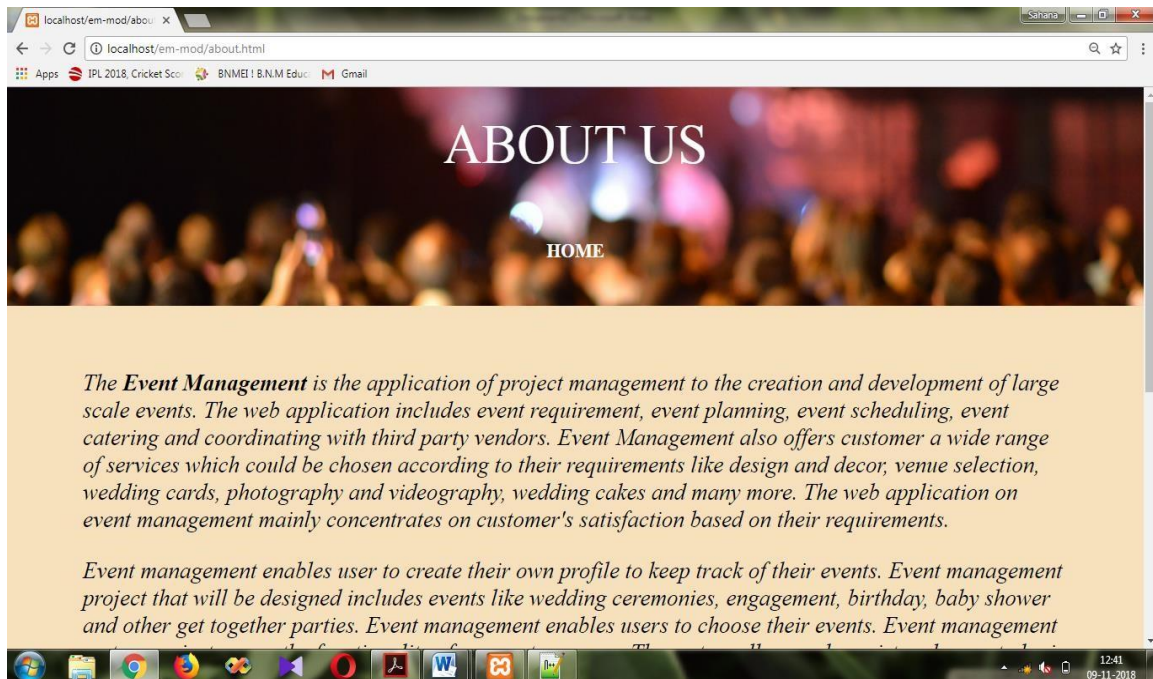 localhost/em-mod/abou
Sahana
localhost/em-mod/about.html
Apps IPL 2018, Cricket Sco BNMEI ! B.N.M Educ Gmail
ABOUT US
HOME
The Event Management is the application of project management to the creation and development of large
scale events. The web application includes event requirement, event planning, event scheduling, event
catering and coordinating with third party vendors. Event Management also offers customer a wide range
of services which could be chosen according to their requirements like design and decor, venue selection,
wedding cards, photography and videography, wedding cakes and many more. The web application on
event management mainly concentrates on customer's satisfaction based on their requirements.
Event management enables user to create their own profile to keep track of their events. Event management
project that will be designed includes events like wedding ceremonies, engagement, birthday, baby shower
and other get together parties. Event management enables users to choose their events. Event management
12:41
09-11-2018